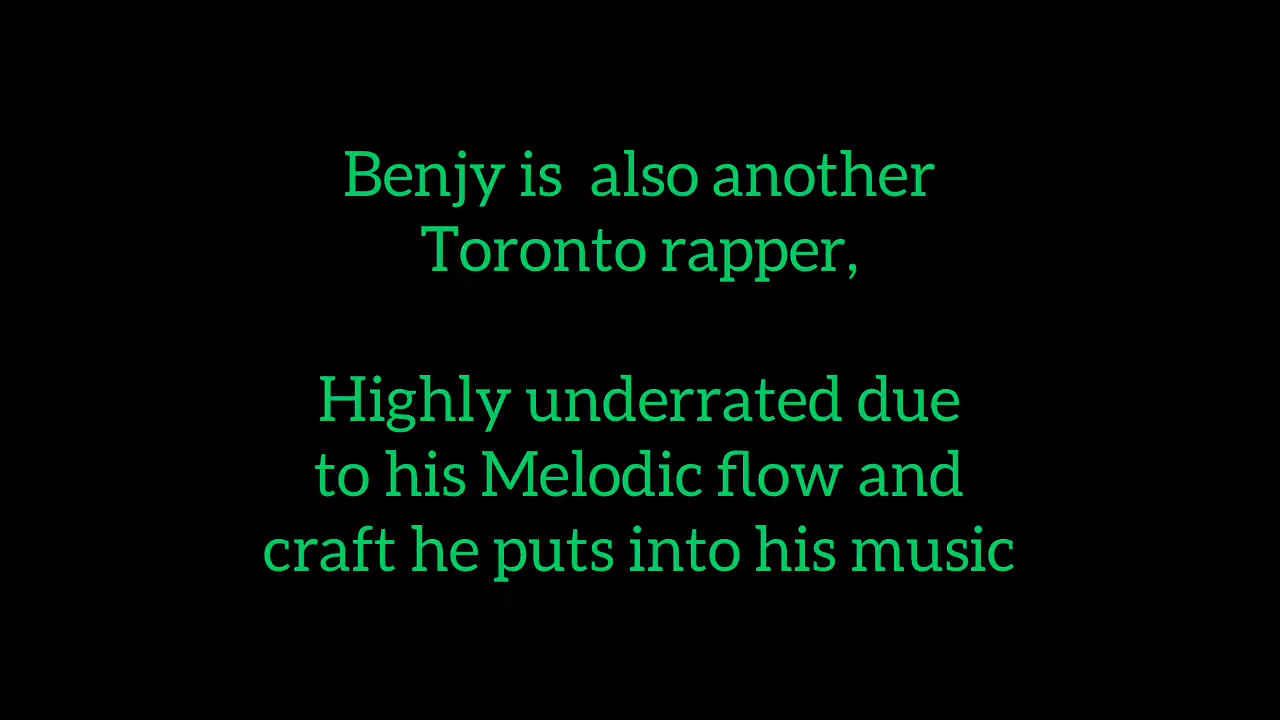 Benjy is  also another
Toronto rapper,
Highly underrated due
to his Melodic flow and
craft he puts into his music